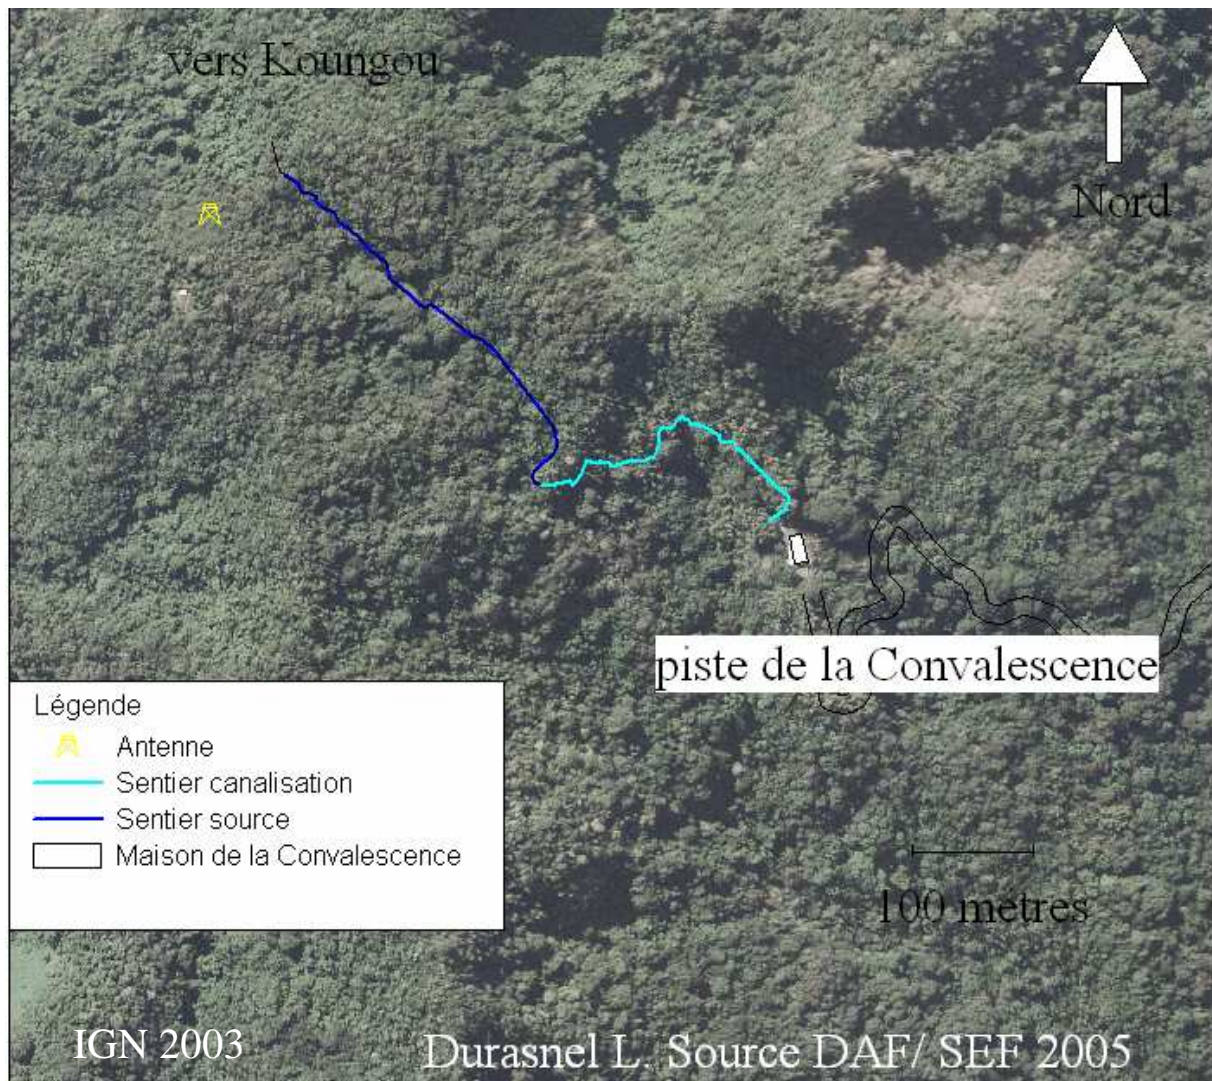 vers Koungou
Nord
piste de la Convalescence
Légende
Antenne
Sentier canalisation
Sentier source
Maison de la Convalescence
100 métres
IGN 2003
Durasnel L. Source DAF/ SEF 2005